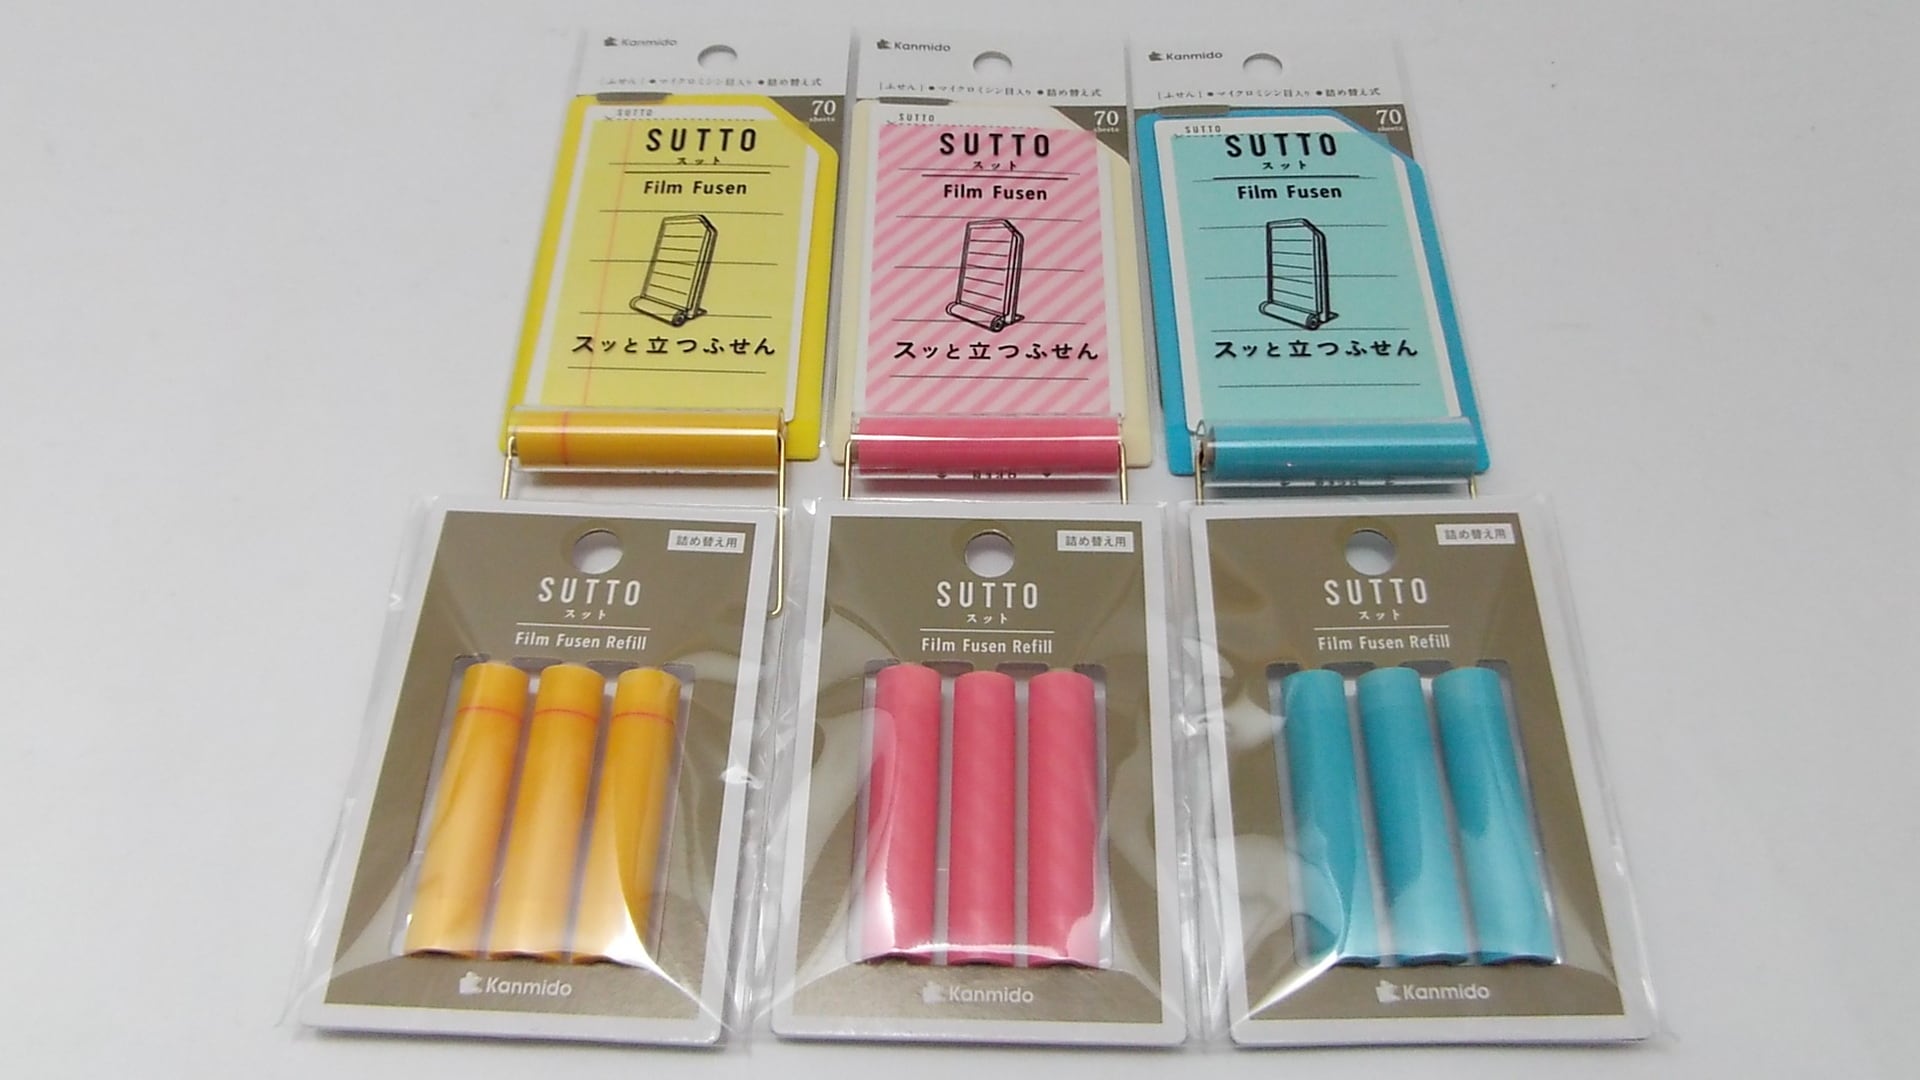 Kanmido
[ふせん] ● マイクロミシン目入り ● 詰め替え式
70
sheets
SUTTO
SUTTO
スット
Film Fusen
スッと立つふせん
Kanmido
[ふせん] ● マイクロミシン目入り ● 詰め替え式
70
sheets
SUTTO
SUTTO
スット
Film Fusen
スッと立つふせん
Kanmido
[ふせん] ● マイクロミシン目入り ● 詰め替え式
70
sheets
SUTTO
SUTTO
スット
Film Fusen
スッと立つふせん
詰め替え用
SUTTO
スット
Film Fusen Refill
Kanmido
詰め替え用
SUTTO
スット
Film Fusen Refill
Kanmido
詰め替え用
SUTTO
スット
Film Fusen Refill
Kanmido